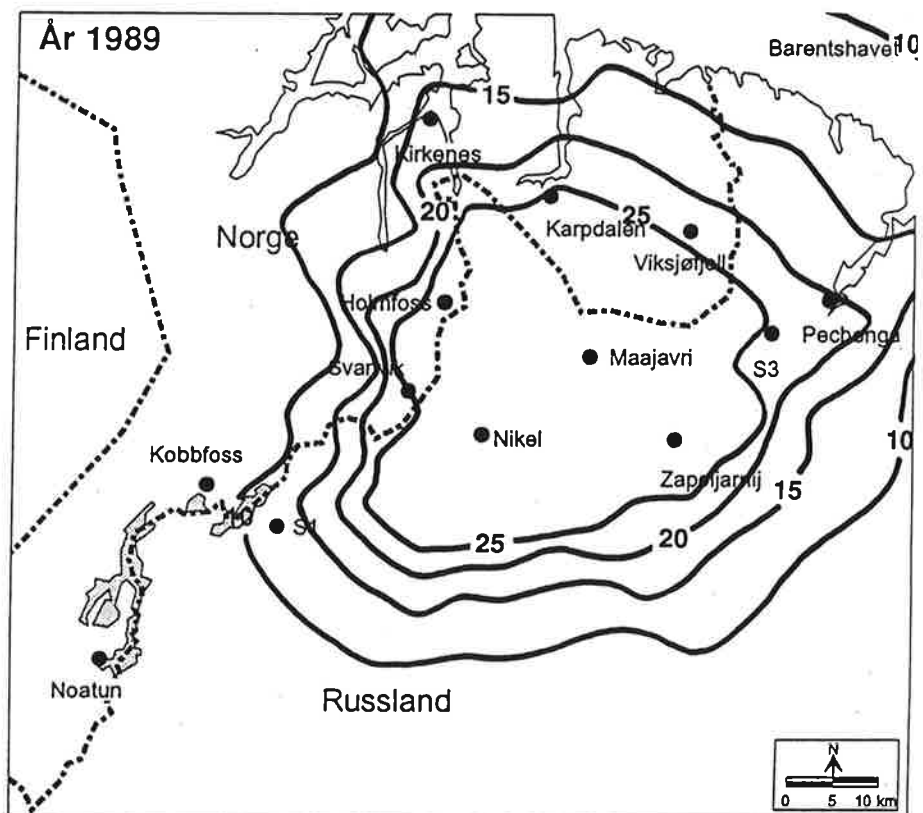 År 1989
Barentshavet
10
15
Kirkenes
20
25
Norge
Karpdalen
Viksjøfjell
Holmfoss
Pechenga
Finland
Maajavri
S3
Svanvik
Nikel
10
Kobbfoss
Zapoljarnij
15
10
S1
25
20
Noatun
Russland
N
0 5 10 km